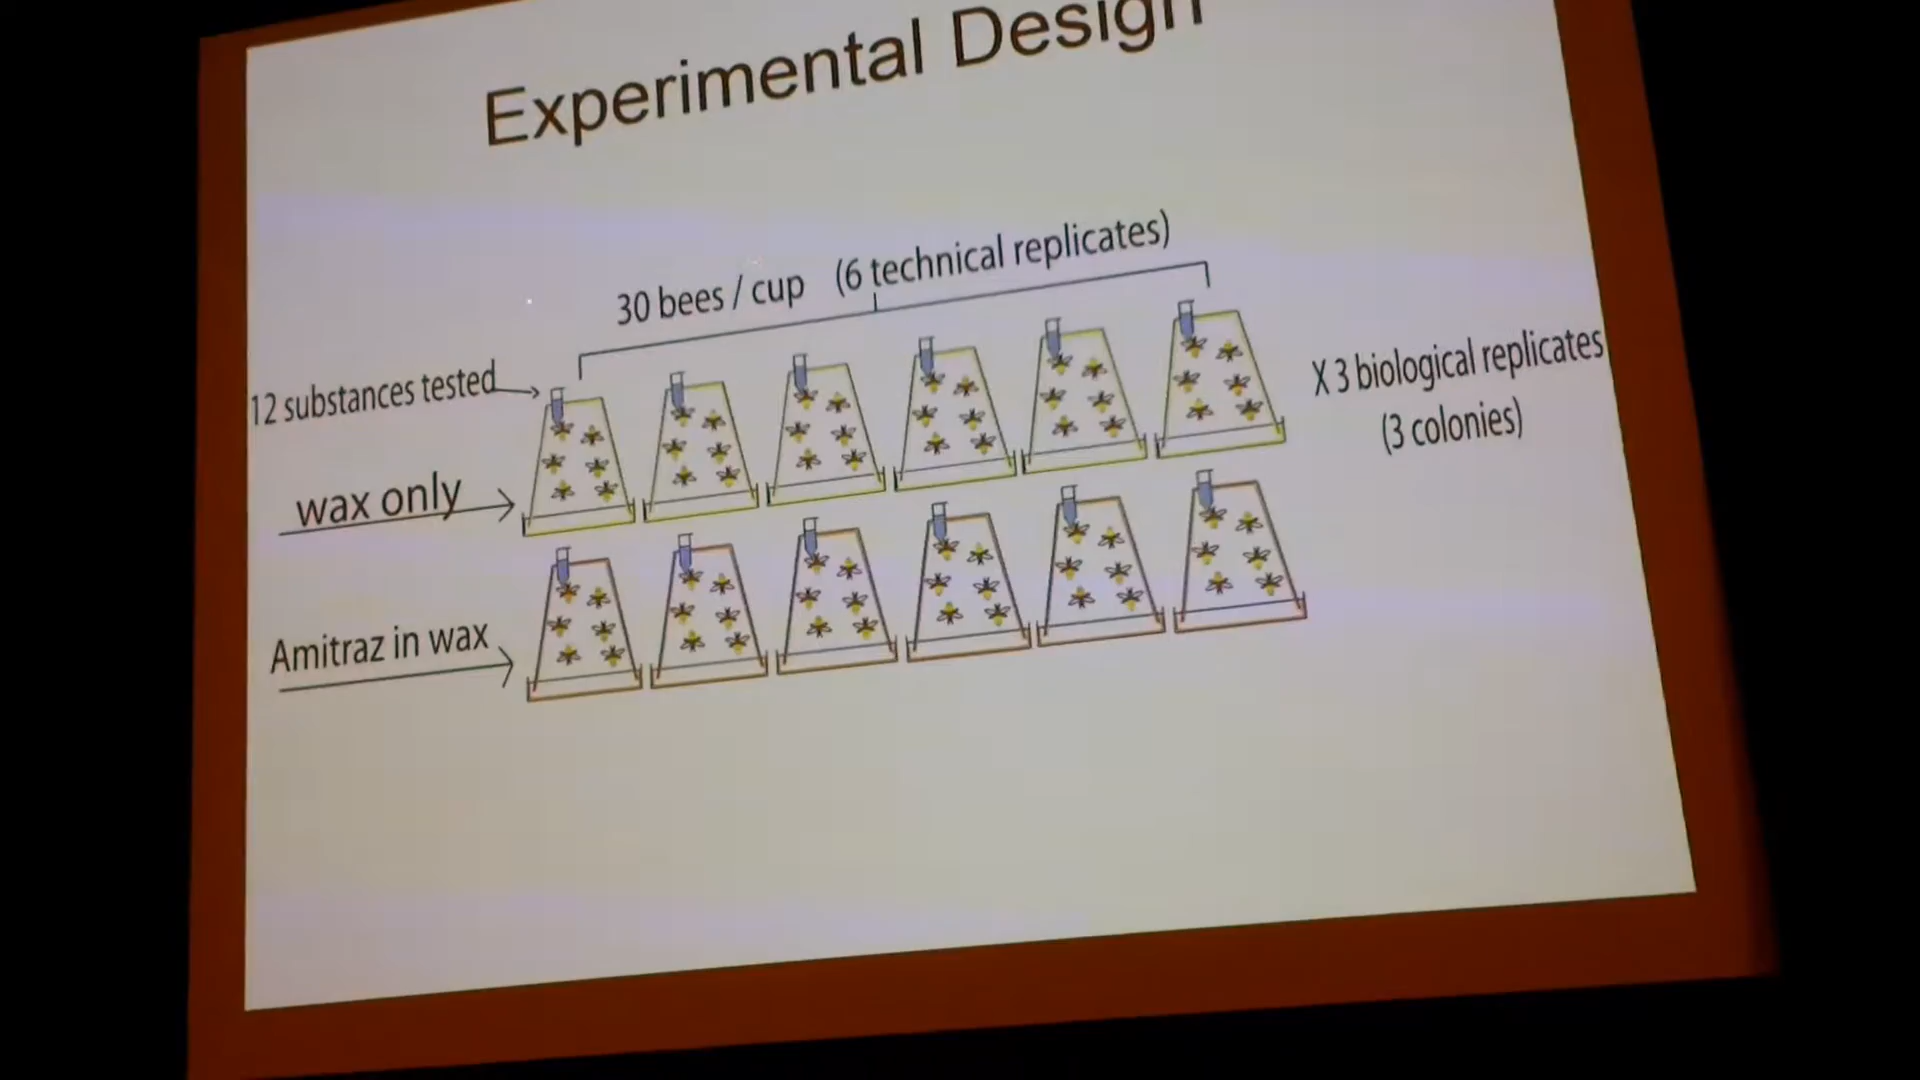 Experimental Design
30 bees / cup (6 technical replicates)
12 substances tested
X 3 biological replicates
(3 colonies)
wax only
Amitraz in wax